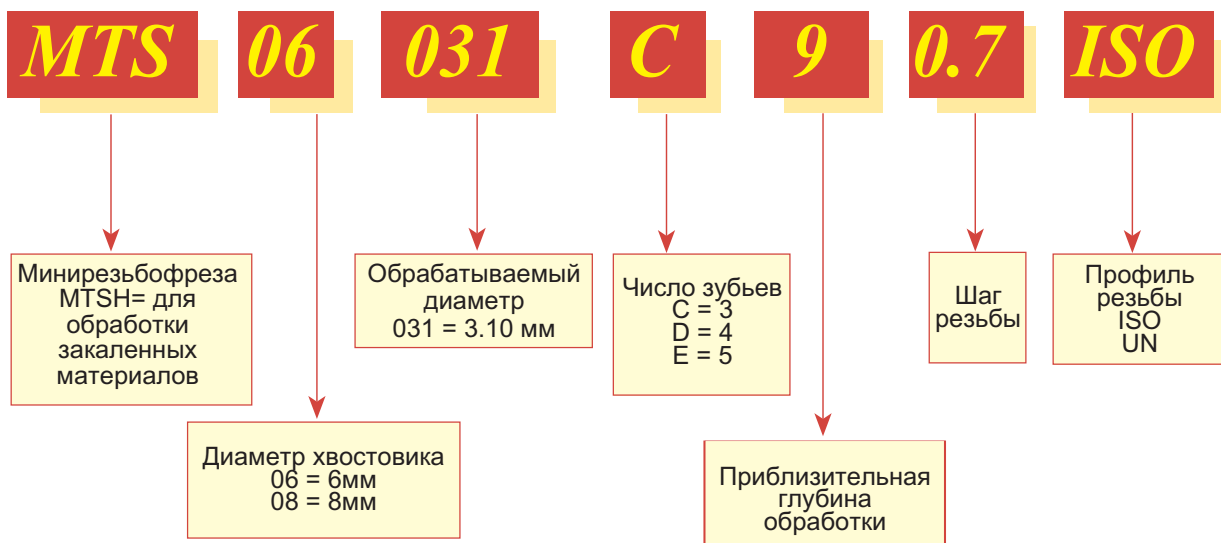 MTS 06 031 C 9 0.7 ISO
Минирезьбофреза
MTSH= для
обработки
закаленных
материалов
Обрабатываемый
диаметр
031 = 3.10 мм
Число зубьев
C = 3
D = 4
E = 5
Шаг
резьбы
Профиль
резьбы
ISO
UN
Диаметр хвостовика
06 = 6мм
08 = 8мм
Приблизительная
глубина
обработки